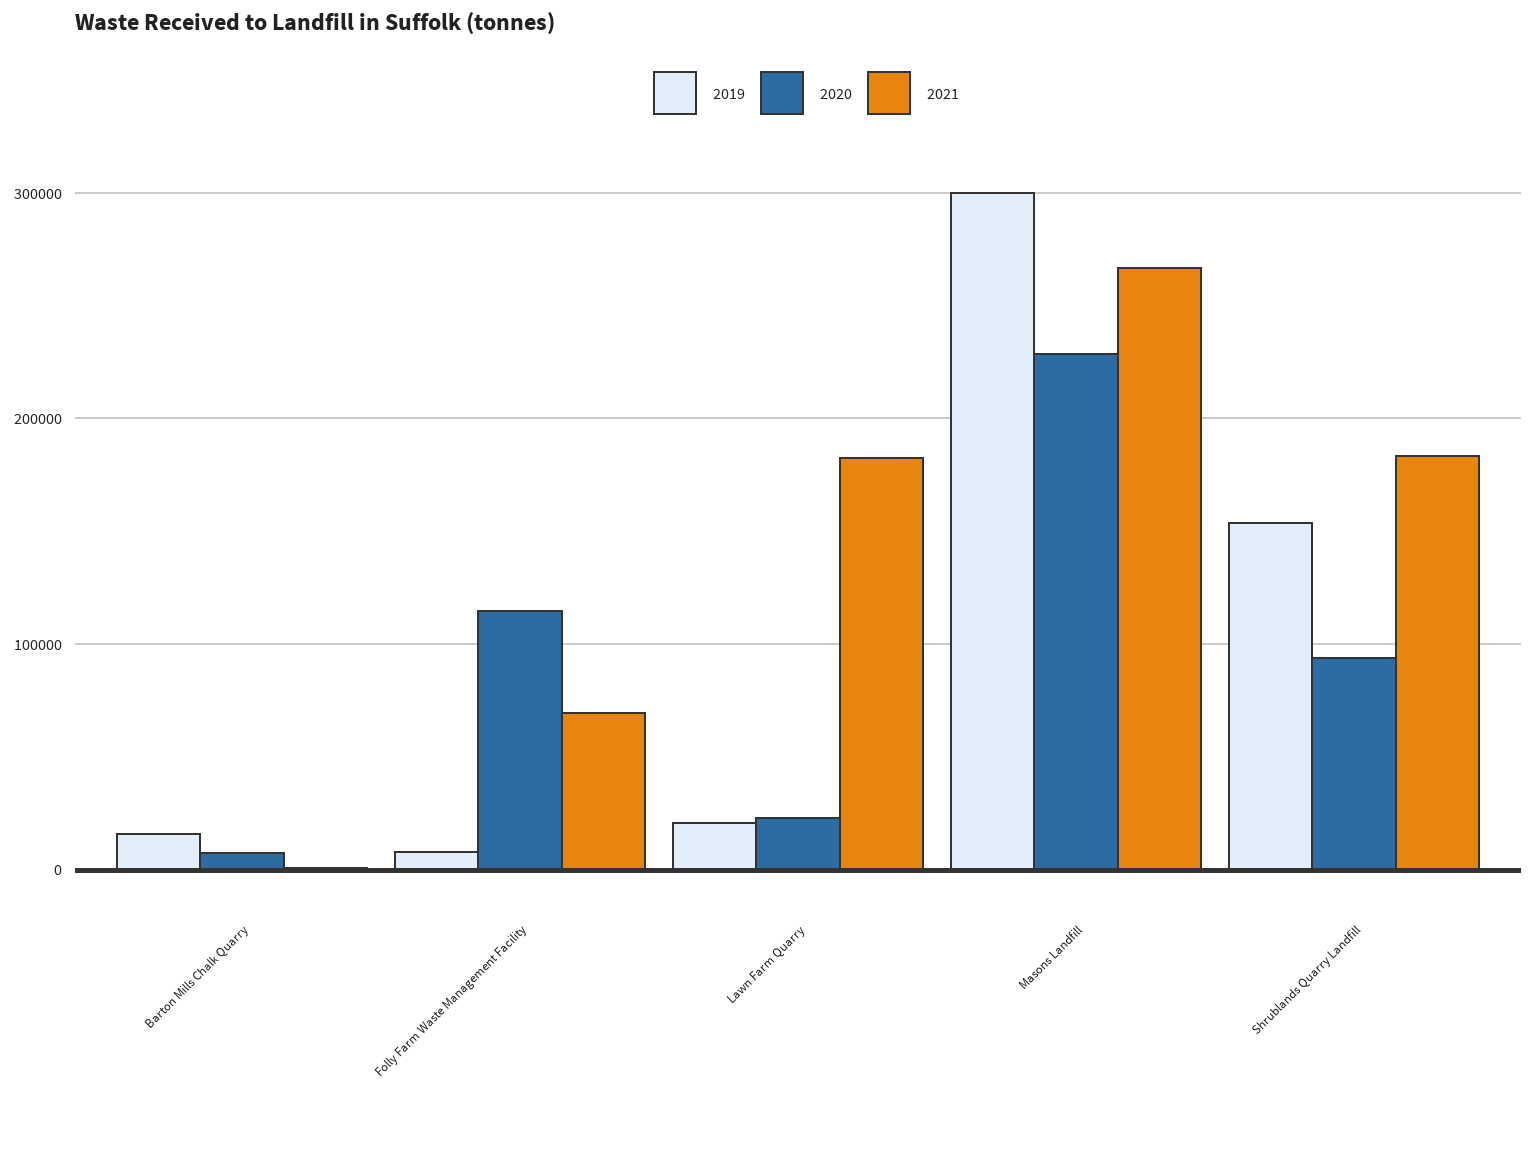 Waste Received to Landfill in Suffolk (tonnes)
2019 2020 2021
300000
200000
100000
0
Barton Mills Chalk Quarry
Folly Farm Waste Management Facility
Lawn Farm Quarry
Masons Landfill
Shrublands Quarry Landfill